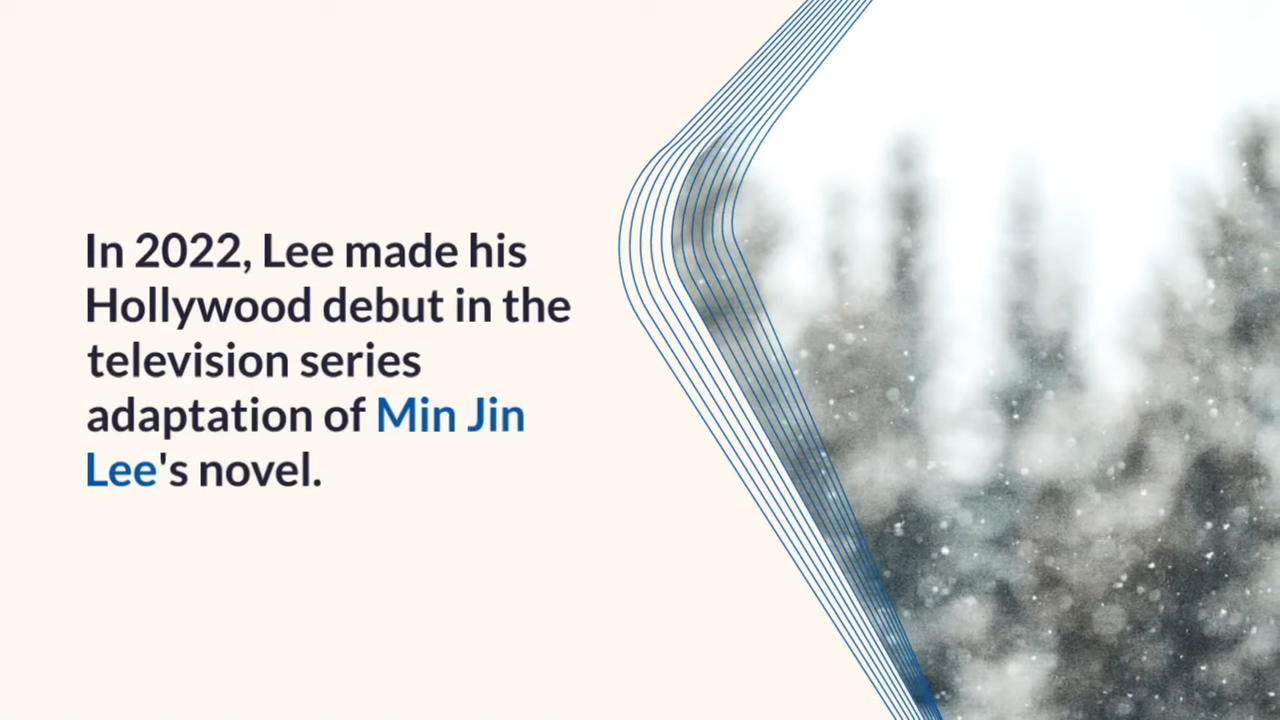 In 2022, Lee made his
Hollywood debut in the
television series
adaptation of Min Jin
Lee's novel.